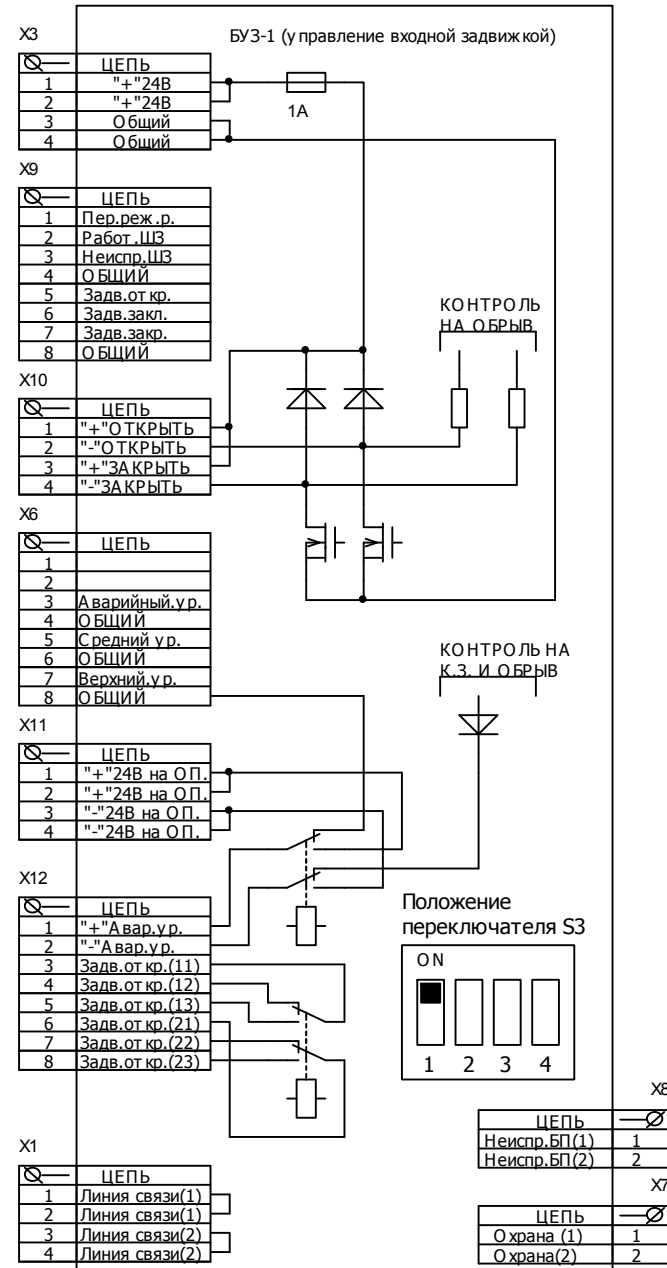 X3
БУЗ-1 (управление входной задвижкой)
ЦЕПЬ
1 "+"24В
2 "+"24В
3 Общий
4 Общий
1А
X9
ЦЕПЬ
1 Пер.реж.р.
2 Работ.ШЗ
3 Неиспр.ШЗ
4 ОБЩИЙ
5 Задв.откр.
6 Задв.закл.
7 Задв.закр.
8 ОБЩИЙ
КОНТРОЛЬ
НА ОБРЫВ
X10
ЦЕПЬ
1 "+"ОТКРЫТЬ
2 "-"ОТКРЫТЬ
3 "+"ЗАКРЫТЬ
4 "-"ЗАКРЫТЬ
X6
ЦЕПЬ
1
2
3 Аварийный.ур.
4 ОБЩИЙ
5 Средний ур.
6 ОБЩИЙ
7 Верхний.ур.
8 ОБЩИЙ
КОНТРОЛЬ НА
К.З. И ОБРЫВ
X11
ЦЕПЬ
1 "+"24В на ОП.
2 "+"24В на ОП.
3 "-"24В на ОП.
4 "-"24В на ОП.
X12
ЦЕПЬ
1 "+"Авар.ур.
2 "-"Авар.ур.
3 Задв.откр.(11)
4 Задв.откр.(12)
5 Задв.откр.(13)
6 Задв.откр.(21)
7 Задв.откр.(22)
8 Задв.откр.(23)
Положение
переключателя S3
ON
1 2 3 4
X8
ЦЕПЬ
Неиспр.БП(1) 1
Неиспр.БП(2) 2
X7
ЦЕПЬ
Охрана (1) 1
Охрана(2) 2
X1
ЦЕПЬ
1 Линия связи(1)
2 Линия связи(1)
3 Линия связи(2)
4 Линия связи(2)